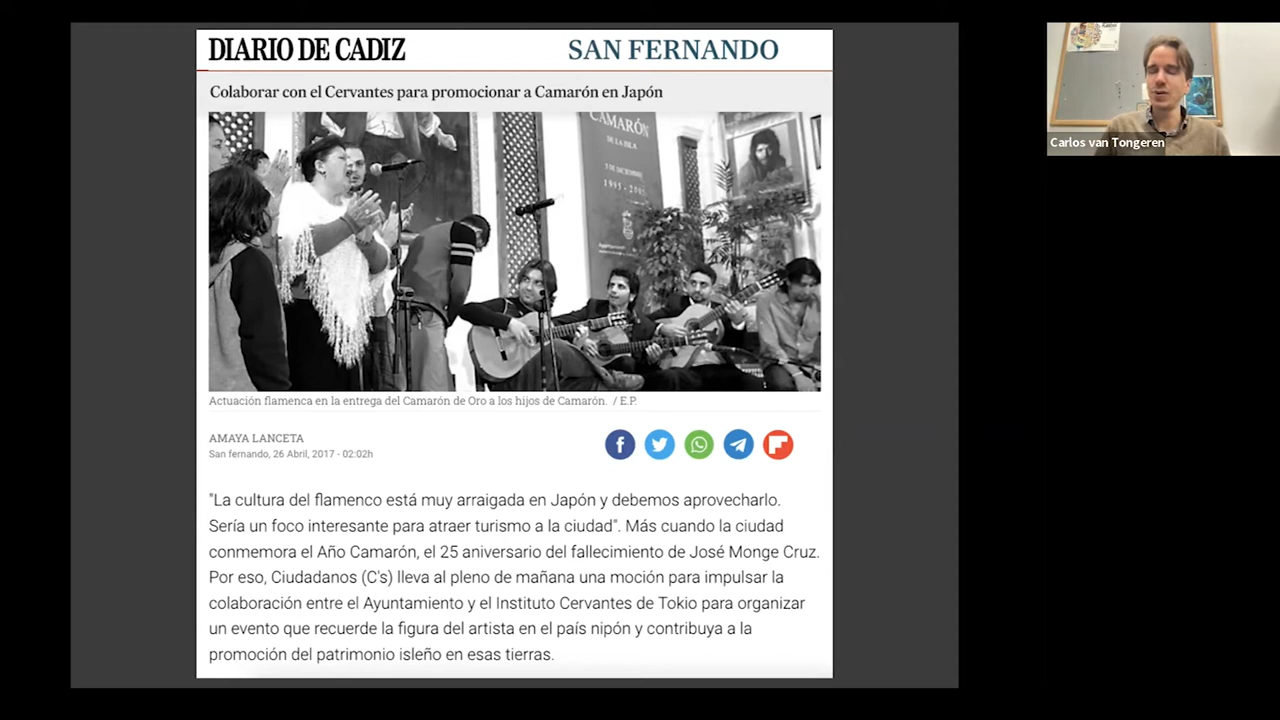 DIARIO DE CADIZ
SAN FERNANDO
Colaborar con el Cervantes para promocionar a Camarón en Japón
CAMARÓN
DE LA ISLA
5 DE DICIEMBRE
Actuación flamenca en la entrega del Camarón de Oro a los hijos de Camarón. / E.P.
AMAYA LANCETA
San fernando, 26 Abril, 2017 - 02:02h
"La cultura del flamenco está muy arraigada en Japón y debemos aprovecharlo.
Sería un foco interesante para atraer turismo a la ciudad". Más cuando la ciudad
conmemora el Año Camarón, el 25 aniversario del fallecimiento de José Monge Cruz.
Por eso, Ciudadanos (C's) lleva al pleno de mañana una moción para impulsar la
colaboración entre el Ayuntamiento y el Instituto Cervantes de Tokio para organizar
un evento que recuerde la figura del artista en el país nipón y contribuya a la
promoción del patrimonio isleño en esas tierras.
Carlos van Tongeren